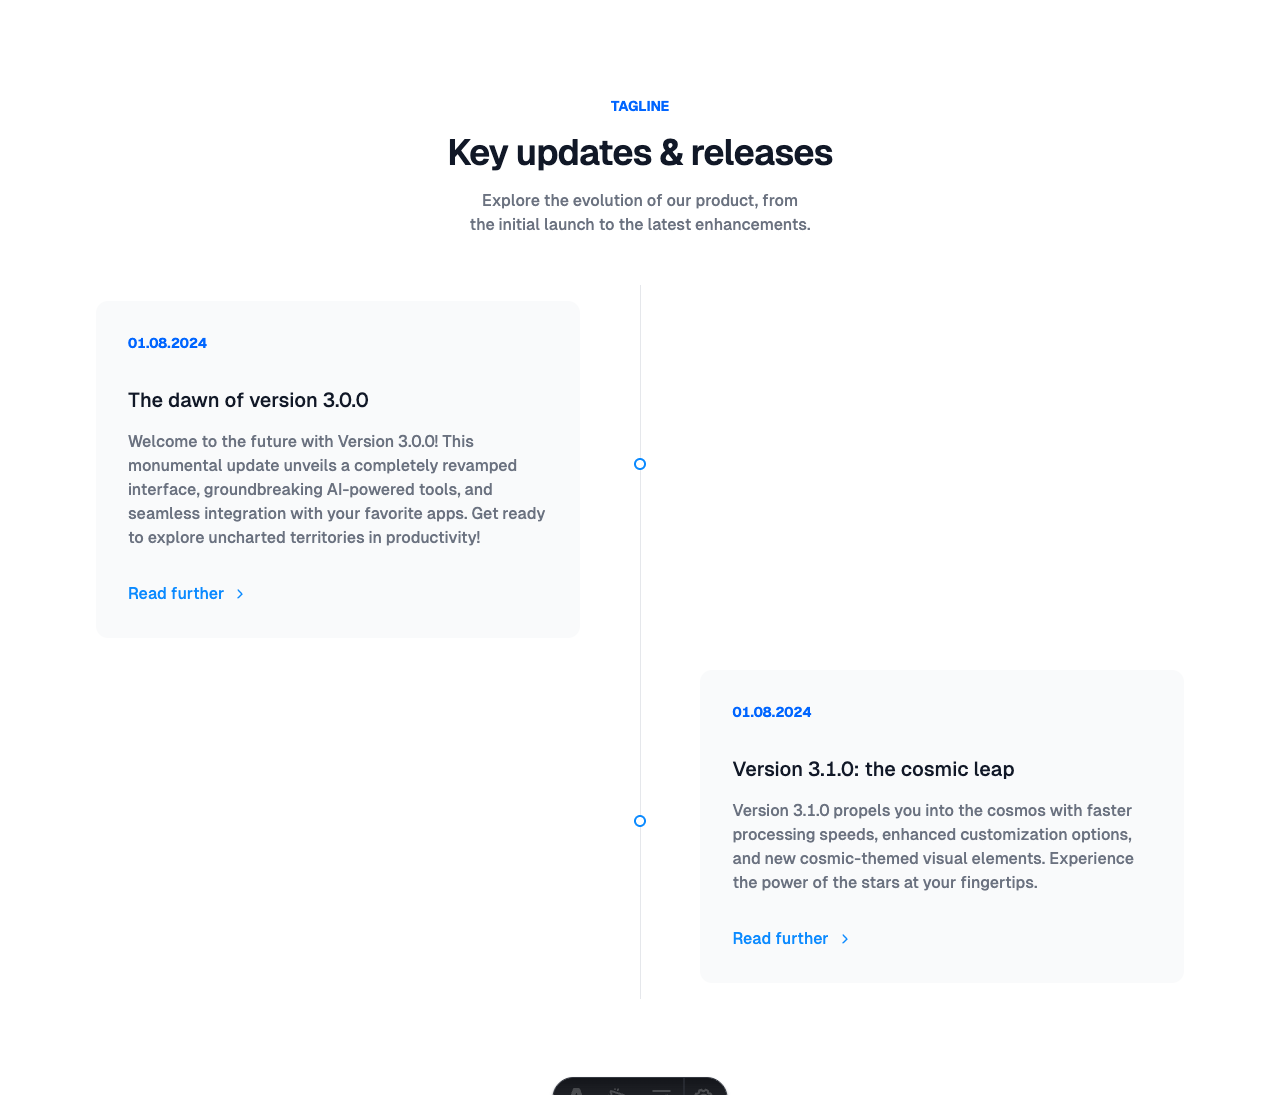 TAGLINE
Key updates & releases
Explore the evolution of our product, from
the initial launch to the latest enhancements.
01.08.2024
The dawn of version 3.0.0
Welcome to the future with Version 3.0.0! This
monumental update unveils a completely revamped
interface, groundbreaking AI-powered tools, and
seamless integration with your favorite apps. Get ready
to explore uncharted territories in productivity!
Read further
01.08.2024
Version 3.1.0: the cosmic leap
Version 3.1.0 propels you into the cosmos with faster
processing speeds, enhanced customization options,
and new cosmic-themed visual elements. Experience
the power of the stars at your fingertips.
Read further